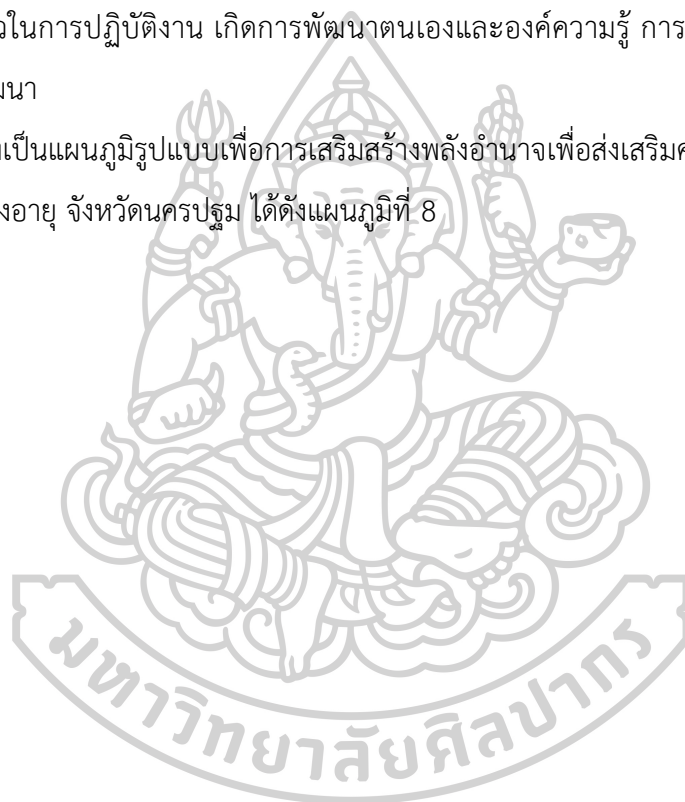 ในการปฏิบัติงาน เกิดการพัฒนาตนเองและองค์ความรู้ การ
เป็นแผนภูมิรูปแบบเพื่อการเสริมสร้างพลังอำนาจเพื่อส่งเสริม
อายุ จังหวัดนครปฐม ได้ดังแผนภูมิที่ 8
มหาวิทยาลัยศิลปากร